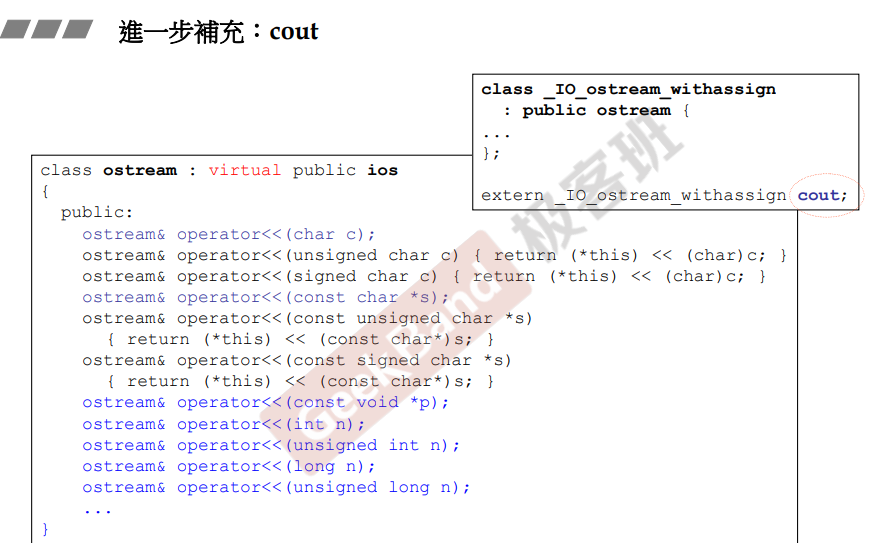 進一步補充：cout
class _IO_ostream_withassign
: public ostream {
...
};
extern _IO_ostream_withassign cout;
class ostream : virtual public ios
{
public:
ostream& operator<<(char c);
ostream& operator<<(unsigned char c) { return (*this) << (char)c; }
ostream& operator<<(signed char c) { return (*this) << (char)c; }
ostream& operator<<(const char *s);
ostream& operator<<(const unsigned char *s)
{ return (*this) << (const char*)s; }
ostream& operator<<(const signed char *s)
{ return (*this) << (const char*)s; }
ostream& operator<<(const void *p);
ostream& operator<<(int n);
ostream& operator<<(unsigned int n);
ostream& operator<<(long n);
ostream& operator<<(unsigned long n);
...
}
GeekBand 极客班